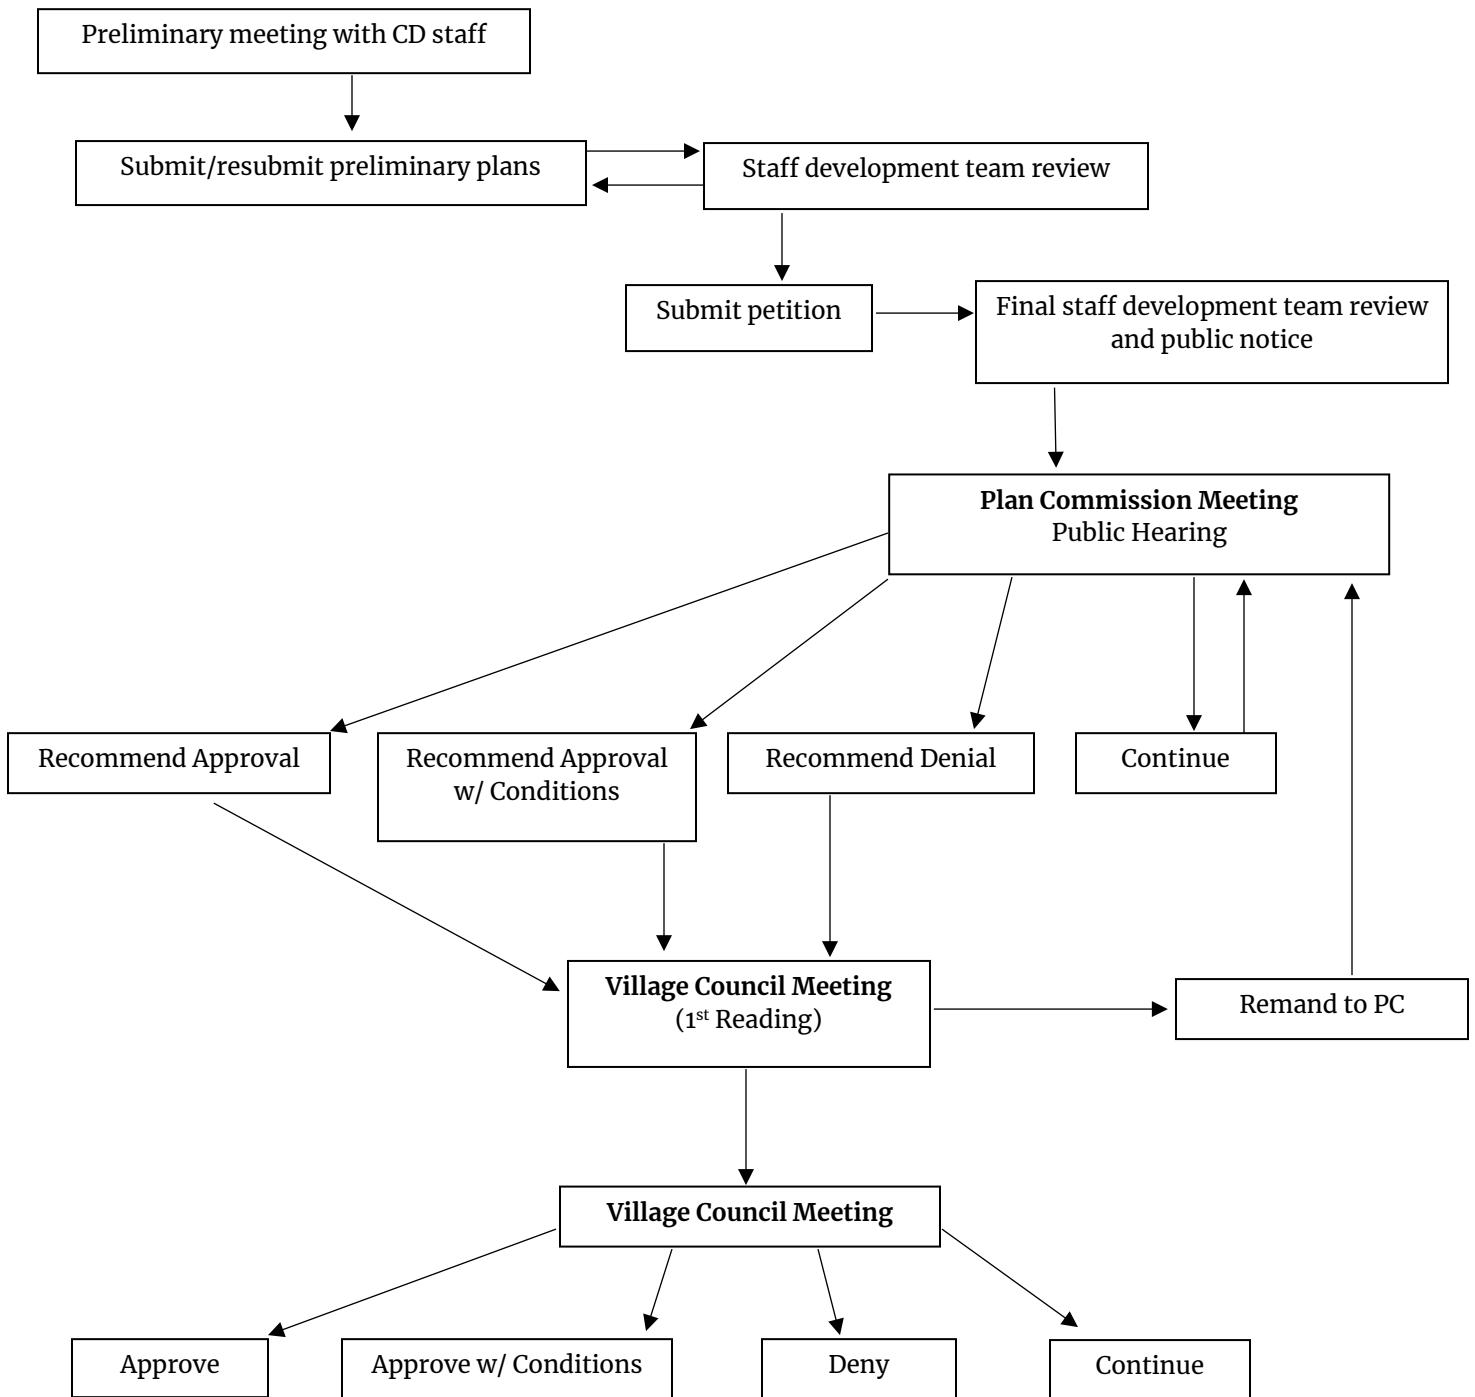 Preliminary meeting with CD staff
Submit/resubmit preliminary plans
Staff development team review
Submit petition
Final staff development team review
and public notice
Plan Commission Meeting
Public Hearing
Recommend Approval
Recommend Approval
w/ Conditions
Recommend Denial
Continue
Village Council Meeting
(1st Reading)
Remand to PC
Village Council Meeting
Approve
Approve w/ Conditions
Deny
Continue